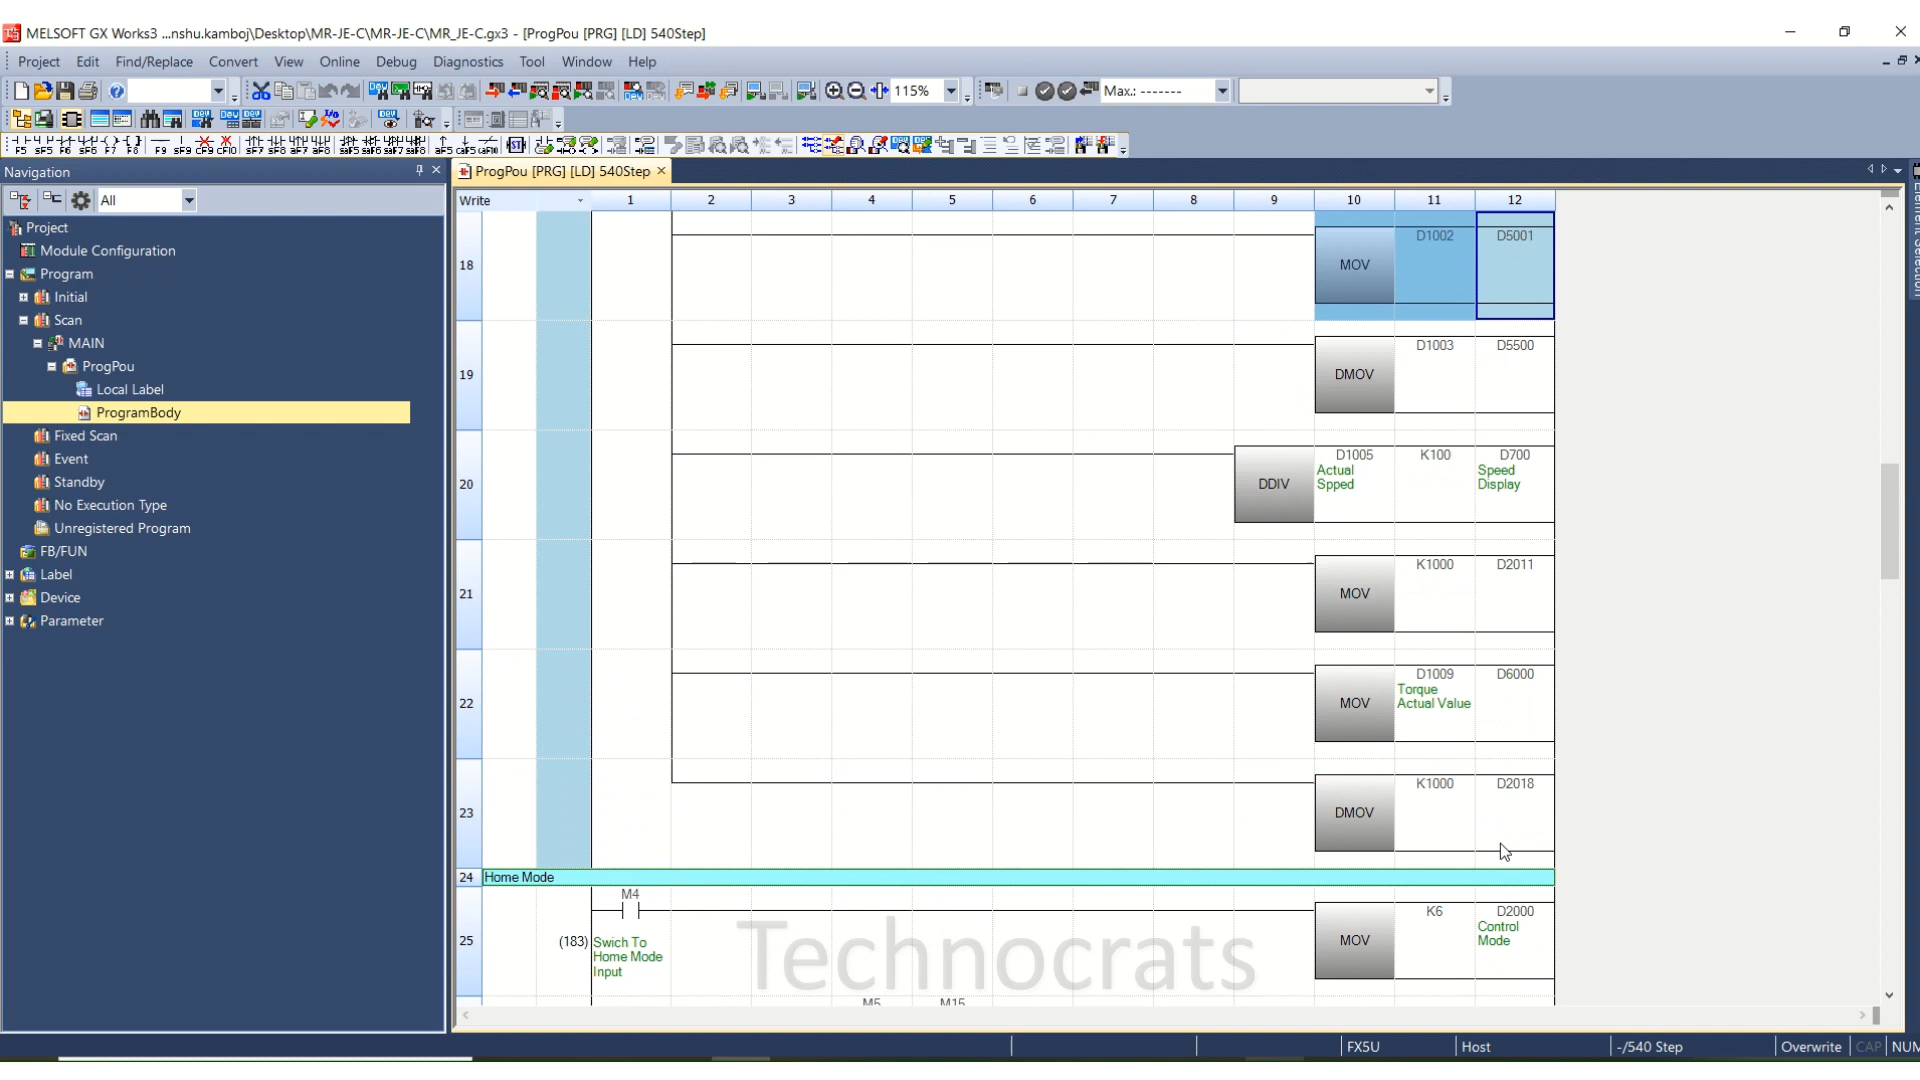 MELSOFT GX Works3 ...nshu.kamboj\Desktop\MR-JE-C\MR-JE-C\MR_JE-C.gx3 - [ProgPou [PRG] [LD] 540Step]
Project Edit Find/Replace Convert View Online Debug Diagnostics Tool Window Help
115% Max.: -------
Navigation
ProgPou [PRG] [LD] 540Step
All
Write 1 2 3 4 5 6 7 8 9 10 11 12
Project
Module Configuration
Program
Initial
Scan
MAIN
ProgPou
Local Label
ProgramBody
Fixed Scan
Event
Standby
No Execution Type
Unregistered Program
FB/FUN
Label
Device
Parameter
18 MOV D1002 D5001
19 DMOV D1003 D5500
20 DDIV D1005 K100 D700
Actual Speed
Spped Display
21 MOV K1000 D2011
22 MOV D1009 D6000
Torque
Actual Value
23 DMOV K1000 D2018
24 Home Mode
M4
25 (183) MOV K6 D2000
Swich To Control
Home Mode Mode
Input
M5 M15
Technocrats
FX5U Host -/540 Step Overwrite CAP NUM